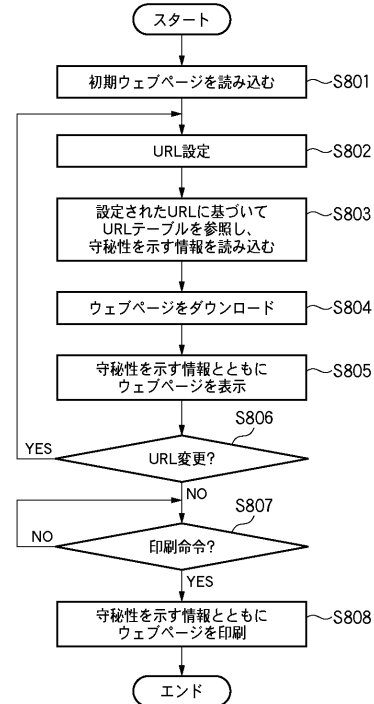 スタート
初期ウェブページを読み込む
S801
URL設定
S802
設定されたURLに基づいて
URLテーブルを参照し、
守秘性を示す情報を読み込む
S803
ウェブページをダウンロード
S804
守秘性を示す情報とともに
ウェブページを表示
S805
S806
YES
URL変更?
NO
S807
NO
印刷命令?
YES
守秘性を示す情報とともに
ウェブページを印刷
S808
エンド